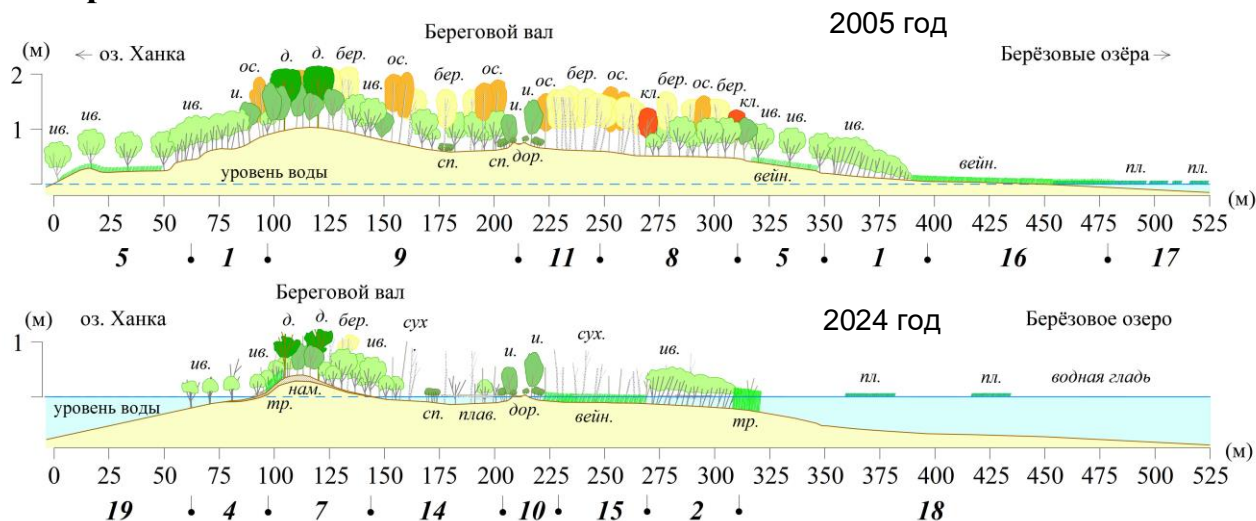 2005 год
Береговой вал
(м) ← оз. Ханка Берёзовые озёра →
ив. ив. ив. и. ос. д. д. бер. ив. ос. бер. ос. и. и. ос. бер. ос. кл. бер. ос. бер. кл. ив. ив. ив.
2
1
сп. сп. дор. вейн. вейн. пл. пл.
уровень воды
0 25 50 75 100 125 150 175 200 225 250 275 300 325 350 375 400 425 450 475 500 525 (м)
5 1 9 11 8 5 1 16 17
Береговой вал
2024 год
(м) оз. Ханка Берёзовое озеро
ив. ив. д. д. бер. ив. сух и. и. сух. ив. пл. пл. водная гладь
1
уровень воды
тр. нам. сп. плав. дор. вейн. тр.
0 25 50 75 100 125 150 175 200 225 250 275 300 325 350 375 400 425 450 475 500 525 (м)
19 4 7 14 10 15 2 18